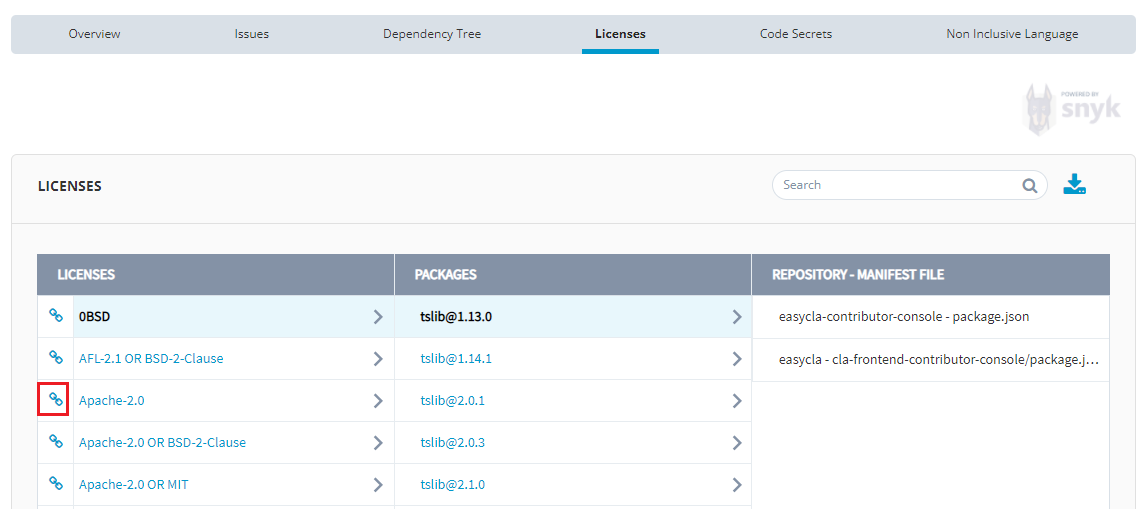 Overview Issues Dependency Tree Licenses Code Secrets Non Inclusive Language
POWERED BY
snyk
LICENSES Search
LICENSES PACKAGES REPOSITORY - MANIFEST FILE
0BSD tslib@1.13.0 easycla-contributor-console - package.json
AFL-2.1 OR BSD-2-Clause tslib@1.14.1 easycla - cla-frontend-contributor-console/package.j...
Apache-2.0 tslib@2.0.1
Apache-2.0 OR BSD-2-Clause tslib@2.0.3
Apache-2.0 OR MIT tslib@2.1.0